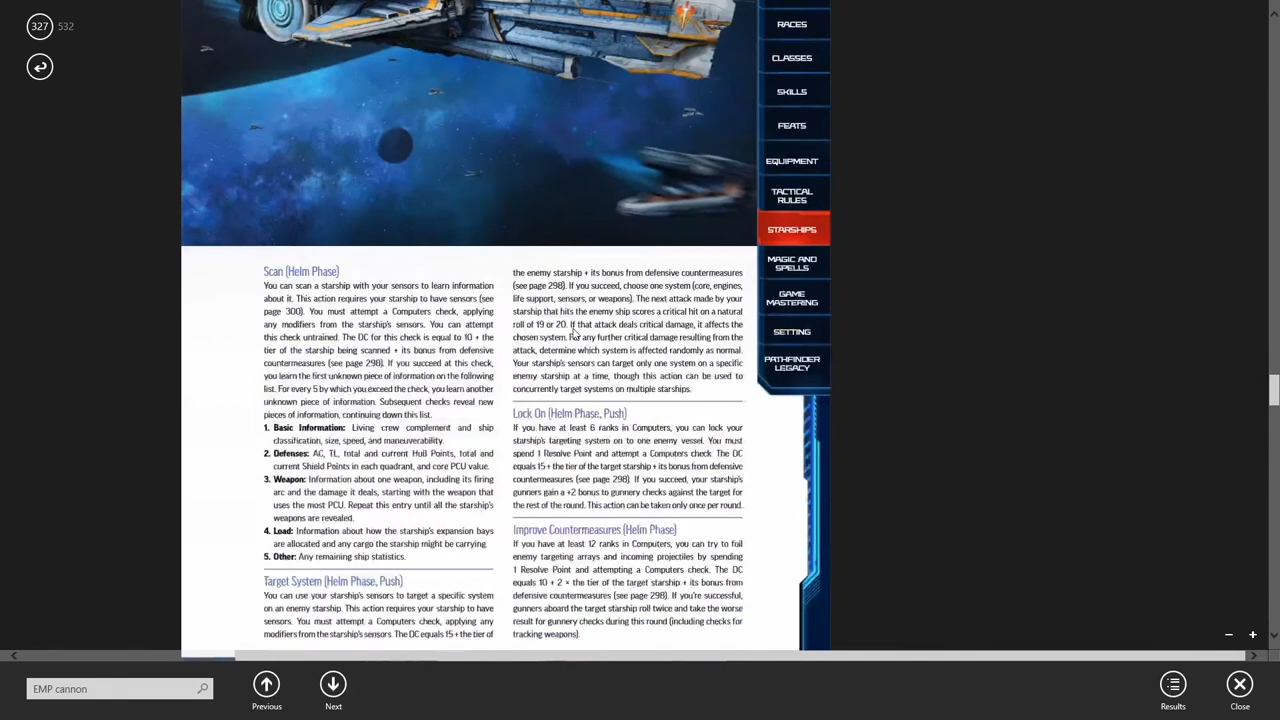 327 532
RACES
CLASSES
SKILLS
FEATS
EQUIPMENT
TACTICAL
RULES
STARSHIPS
MAGIC AND
SPELLS
GAME
MASTERING
SETTING
PATHFINDER
LEGACY
Scan (Helm Phase)
You can scan a starship with your sensors to learn information
about it. This action requires your starship to have sensors (see
page 300). You must attempt a Computers check, applying
any modifiers from the starship's sensors. You can attempt
this check untrained. The DC for this check is equal to 10 + the
tier of the starship being scanned + its bonus from defensive
countermeasures (see page 298). If you succeed at this check,
you learn the first unknown piece of information on the following
list. For every 5 by which you exceed the check, you learn another
unknown piece of information. Subsequent checks reveal new
pieces of information, continuing down this list.
1. Basic Information: Living crew complement and ship
classification, size, speed, and maneuverability.
2. Defenses: AC, TL, total and current Hull Points, total and
current Shield Points in each quadrant, and core PCU value.
3. Weapon: Information about one weapon, including its firing
arc and the damage it deals, starting with the weapon that
uses the most PCU. Repeat this entry until all the starship's
weapons are revealed.
4. Load: Information about how the starship's expansion bays
are allocated and any cargo the starship might be carrying.
5. Other: Any remaining ship statistics.
Target System (Helm Phase, Push)
You can use your starship's sensors to target a specific system
on an enemy starship. This action requires your starship to have
sensors. You must attempt a Computers check, applying any
modifiers from the starship's sensors. The DC equals 15 + the tier of
the enemy starship + its bonus from defensive countermeasures
(see page 298). If you succeed, choose one system (core, engines,
life support, sensors, or weapons). The next attack made by your
starship that hits the enemy ship scores a critical hit on a natural
roll of 19 or 20. If that attack deals critical damage, it affects the
chosen system. For any further critical damage resulting from the
attack, determine which system is affected randomly as normal.
Your starship's sensors can target only one system on a specific
enemy starship at a time, though this action can be used to
concurrently target systems on multiple starships.
Lock On (Helm Phase, Push)
If you have at least 6 ranks in Computers, you can lock your
starship's targeting system on to one enemy vessel. You must
spend 1 Resolve Point and attempt a Computers check. The DC
equals 15 + the tier of the target starship + its bonus from defensive
countermeasures (see page 298). If you succeed, your starship's
gunners gain a +2 bonus to gunnery checks against the target for
the rest of the round. This action can be taken only once per round.
Improve Countermeasures (Helm Phase)
If you have at least 12 ranks in Computers, you can try to foil
enemy targeting arrays and incoming projectiles by spending
1 Resolve Point and attempting a Computers check. The DC
equals 10 + 2 × the tier of the target starship + its bonus from
defensive countermeasures (see page 298). If you're successful,
gunners aboard the target starship roll twice and take the worse
result for gunnery checks during this round (including checks for
tracking weapons).
EMP cannon
Previous
Next
Results
Close